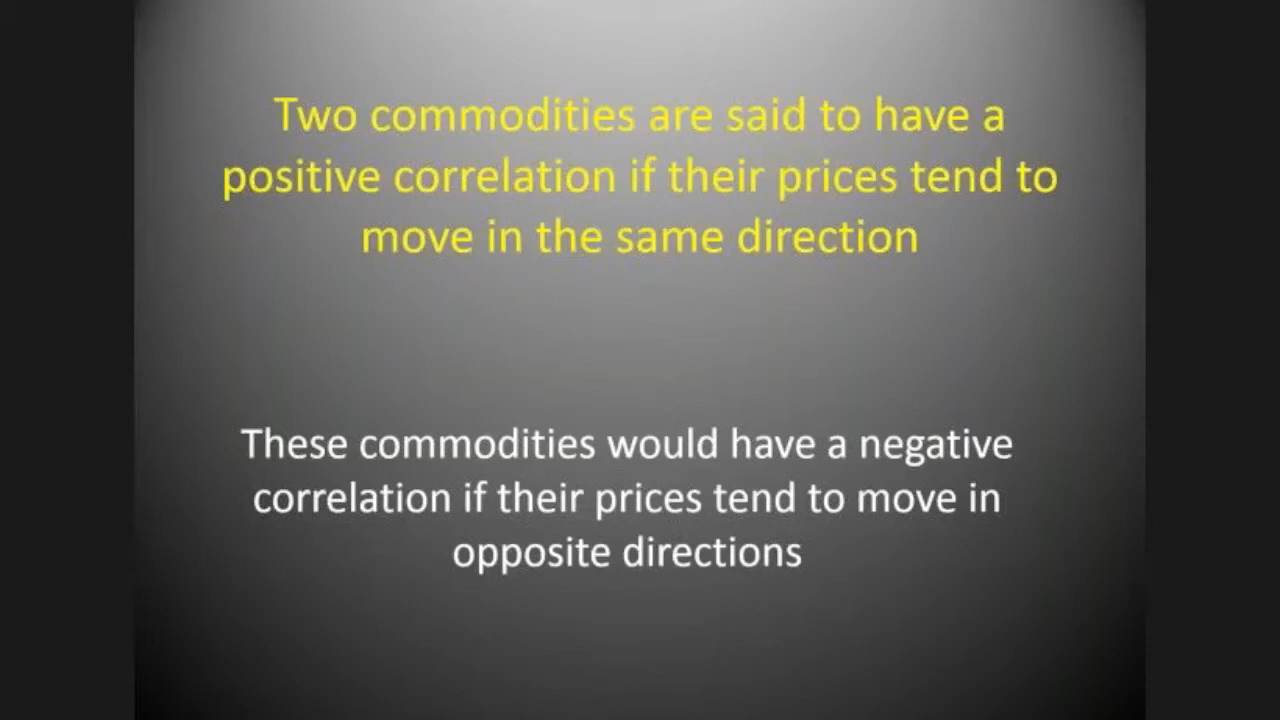 Two commodities are said to have a
positive correlation if their prices tend to
move in the same direction
These commodities would have a negative
correlation if their prices tend to move in
opposite directions